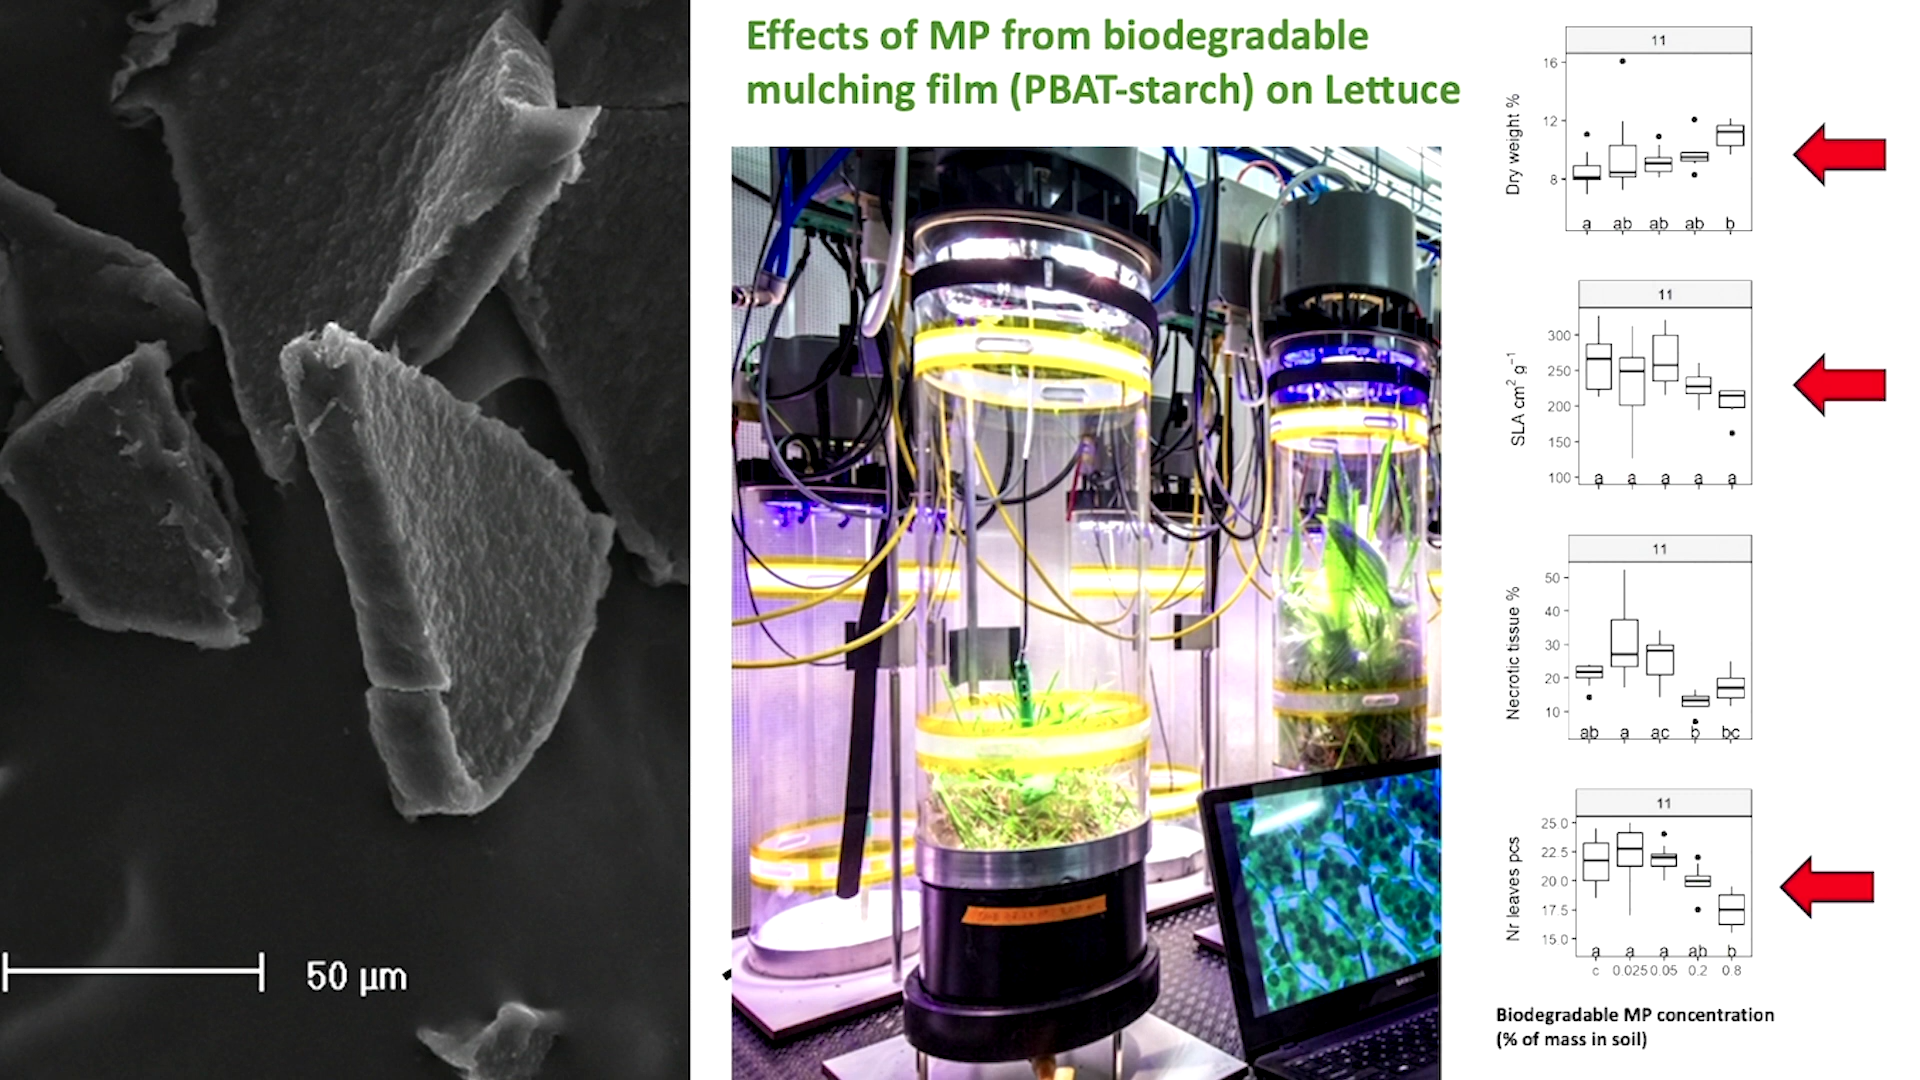 Effects of MP from biodegradable
mulching film (PBAT-starch) on Lettuce
50 µm
11
Dry weight %
16
12
8
a ab ab ab b
11
SLA cm² g⁻¹
300
250
200
150
100
a a a a a
11
Necrotic tissue %
50
40
30
20
10
ab a ac b bc
11
Nr leaves pcs
25.0
22.5
20.0
17.5
15.0
a a a ab b
c 0.025 0.05 0.2 0.8
Biodegradable MP concentration
(% of mass in soil)
SAMSUNG